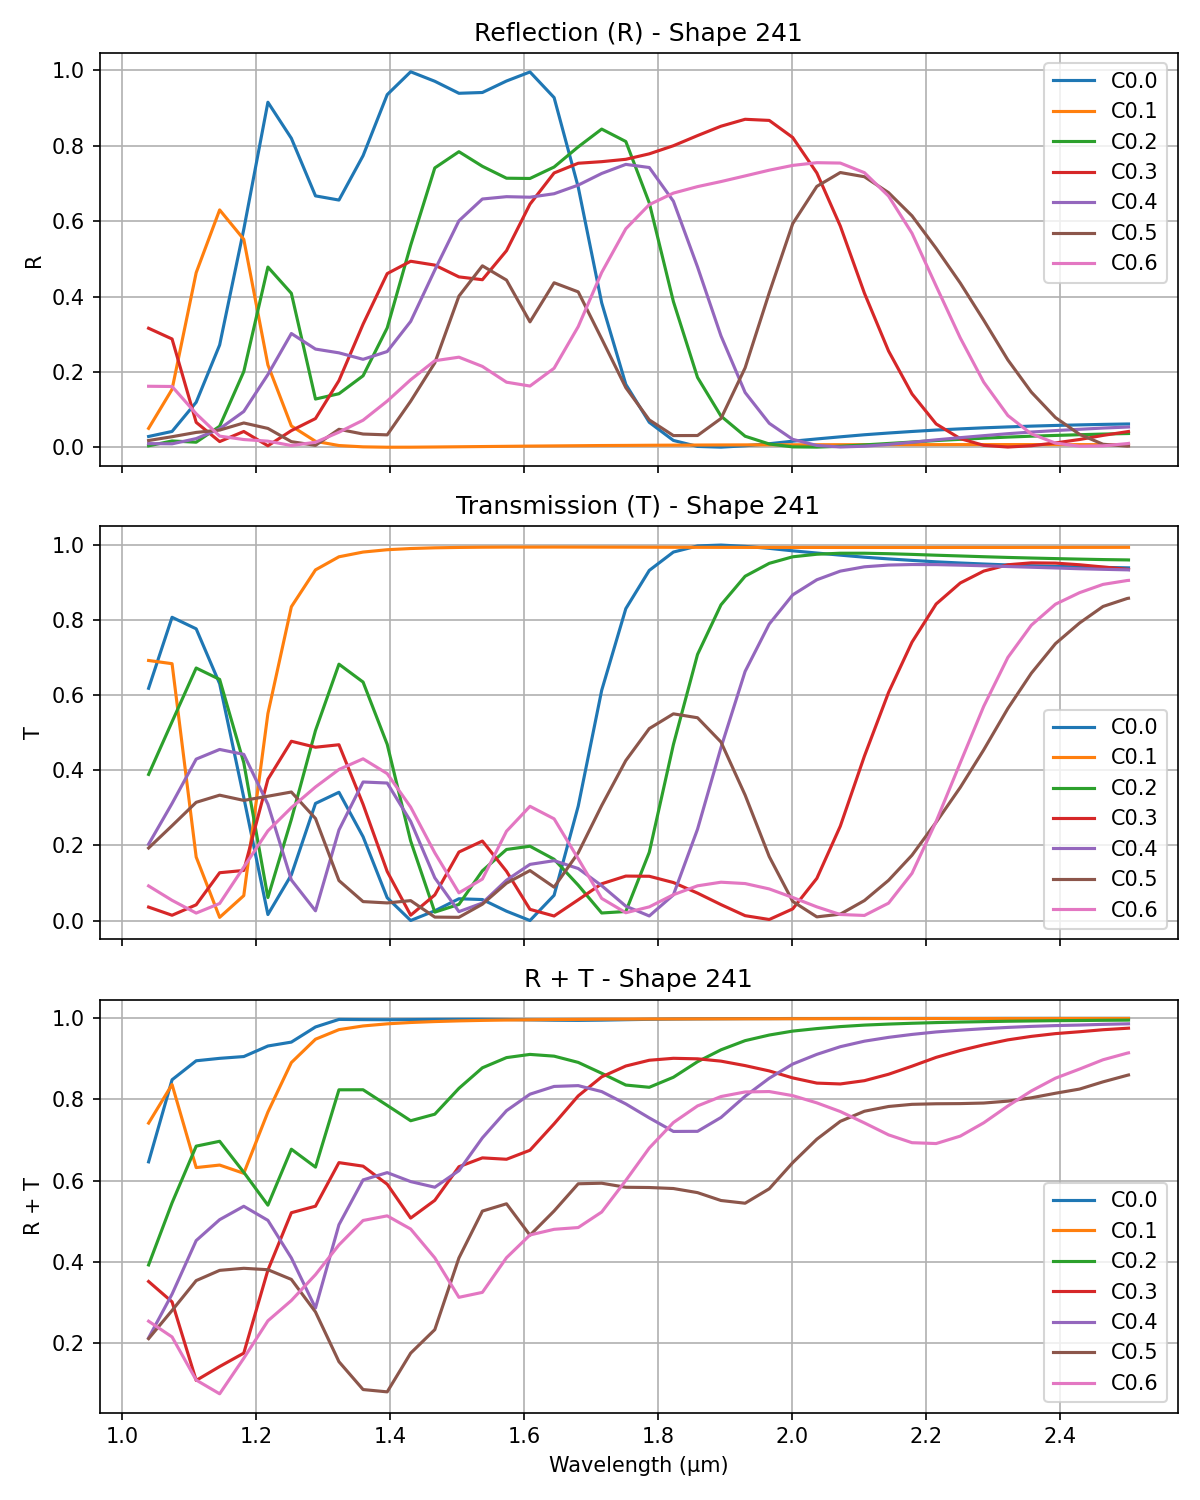 Reflection (R) - Shape 241
1.0
0.8
0.6
0.4
0.2
0.0
R
C0.0
C0.1
C0.2
C0.3
C0.4
C0.5
C0.6
Transmission (T) - Shape 241
1.0
0.8
0.6
0.4
0.2
0.0
T
C0.0
C0.1
C0.2
C0.3
C0.4
C0.5
C0.6
R + T - Shape 241
1.0
0.8
0.6
0.4
0.2
R + T
C0.0
C0.1
C0.2
C0.3
C0.4
C0.5
C0.6
1.0 1.2 1.4 1.6 1.8 2.0 2.2 2.4
Wavelength (μm)